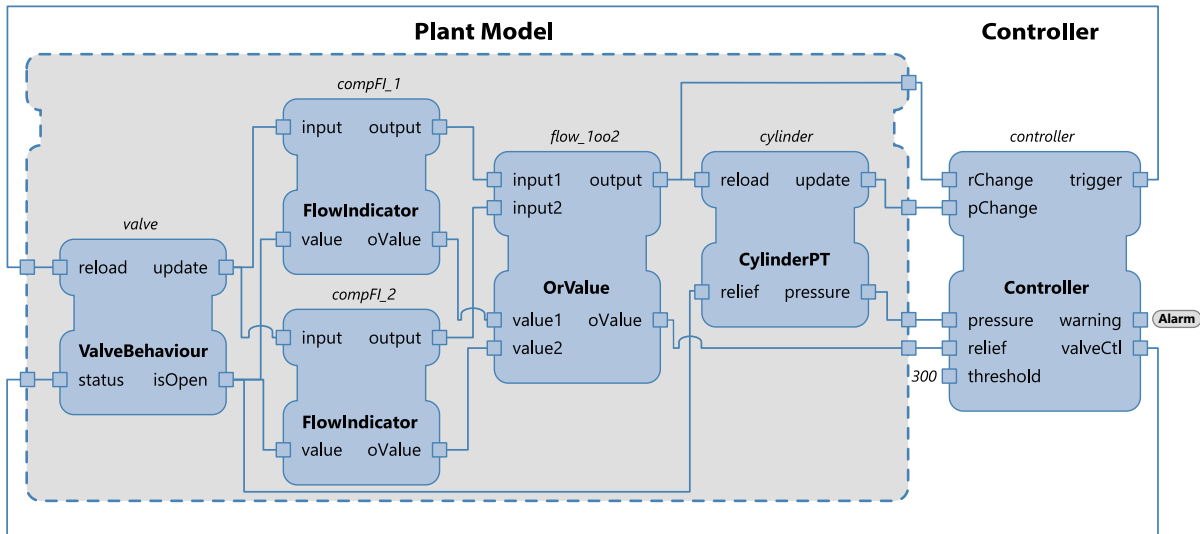 Plant Model
Controller
compFI_1
input output
FlowIndicator
value oValue
valve
reload update
ValveBehaviour
status isOpen
compFI_2
input output
FlowIndicator
value oValue
flow_1oo2
input1 output
input2
OrValue
value1 oValue
value2
cylinder
reload update
CylinderPT
relief pressure
controller
rChange trigger
pChange
Controller
pressure warning
Alarm
relief valveCtl
300 threshold